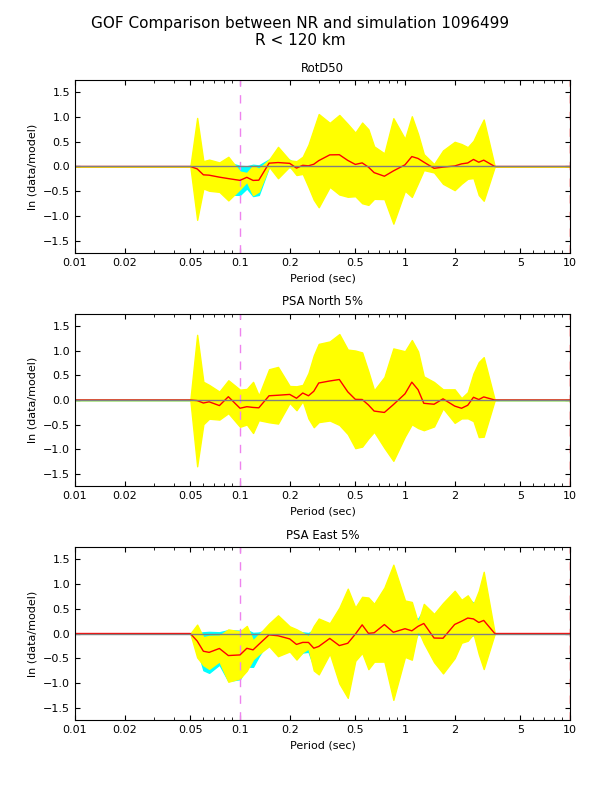 GOF Comparison between NR and simulation 1096499
R < 120 km
RotD50
ln (data/model)
1.5
1.0
0.5
0.0
−0.5
−1.0
−1.5
0.01 0.02 0.05 0.1 0.2 0.5 1 2 5 10
Period (sec)
PSA North 5%
ln (data/model)
1.5
1.0
0.5
0.0
−0.5
−1.0
−1.5
0.01 0.02 0.05 0.1 0.2 0.5 1 2 5 10
Period (sec)
PSA East 5%
ln (data/model)
1.5
1.0
0.5
0.0
−0.5
−1.0
−1.5
0.01 0.02 0.05 0.1 0.2 0.5 1 2 5 10
Period (sec)